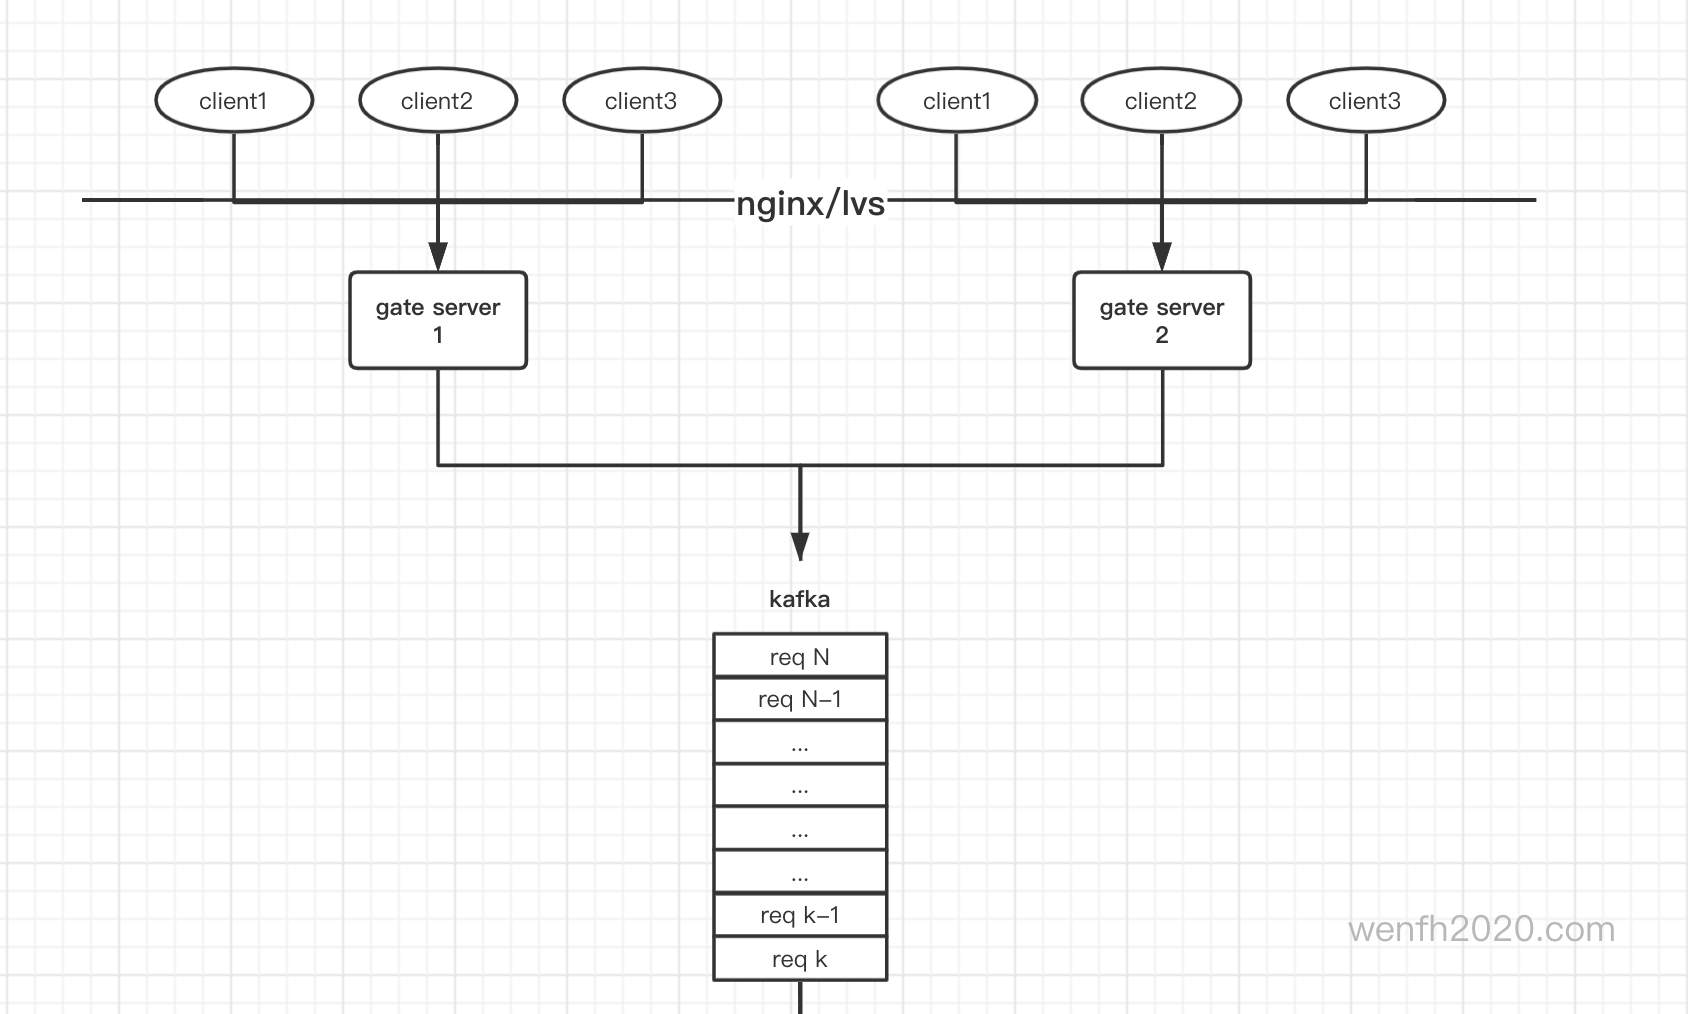 client1
client2
client3
client1
client2
client3
nginx/lvs
gate server
1
gate server
2
kafka
req N
req N-1
...
...
...
...
req k-1
req k
wenfh2020.com